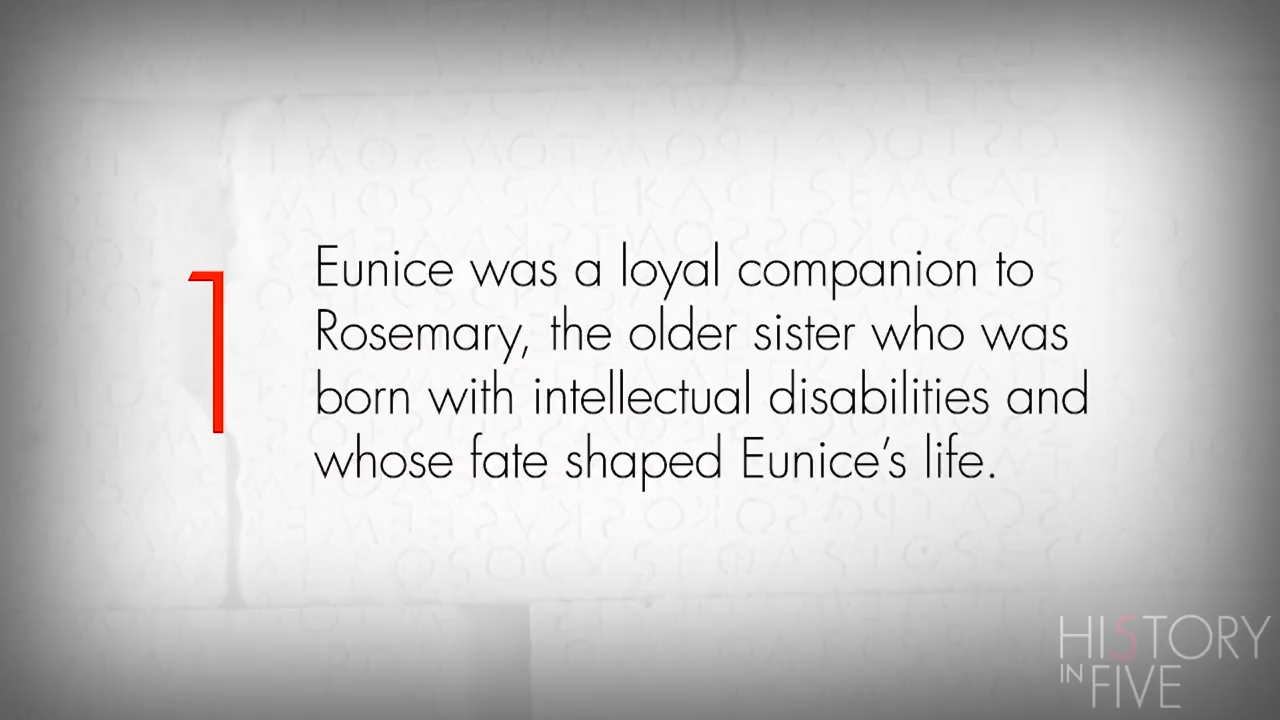 1
Eunice was a loyal companion to
Rosemary, the older sister who was
born with intellectual disabilities and
whose fate shaped Eunice's life.
HI5TORY
IN FIVE